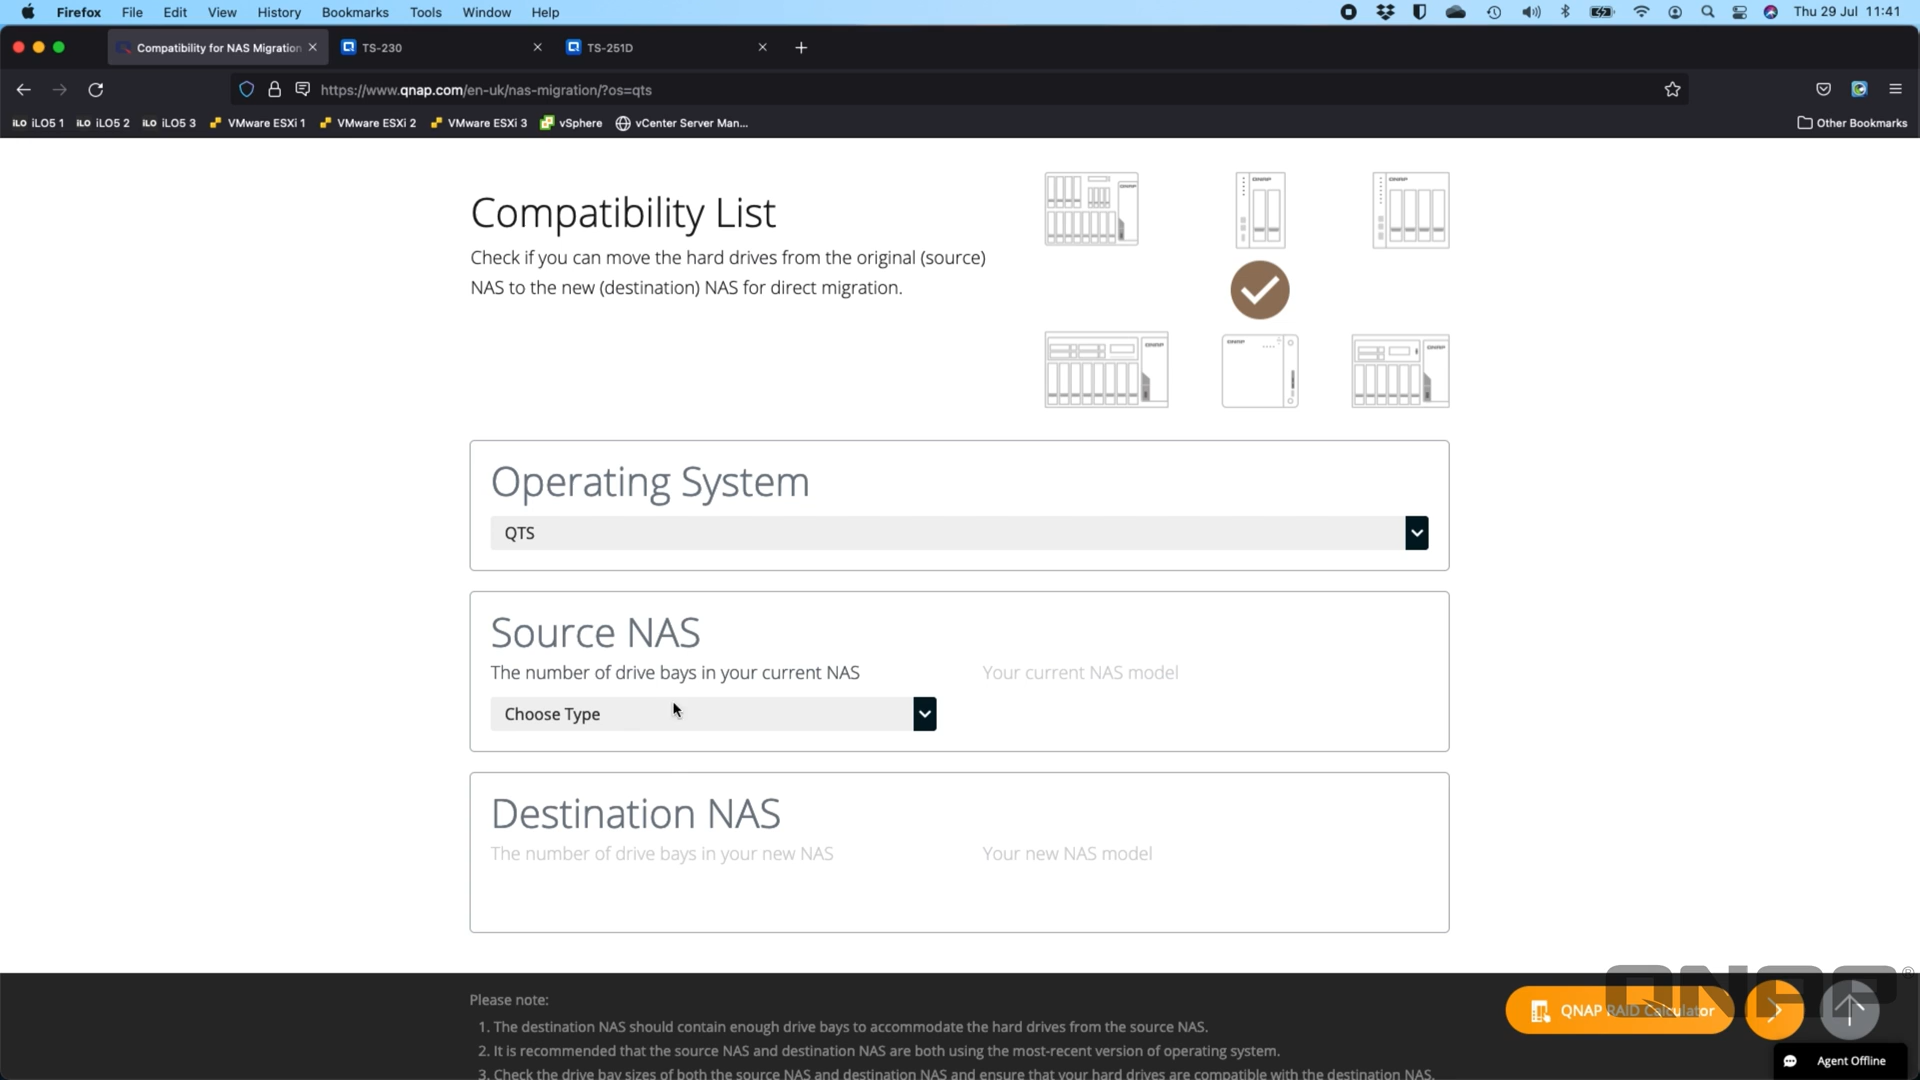 Firefox File Edit View History Bookmarks Tools Window Help Thu 29 Jul 11:41
Compatibility for NAS Migration TS-230 TS-251D
https://www.qnap.com/en-uk/nas-migration/?os=qts
iLO iLO5 1 iLO iLO5 2 iLO iLO5 3 VMware ESXi 1 VMware ESXi 2 VMware ESXi 3 vSphere vCenter Server Man... Other Bookmarks
Compatibility List
Check if you can move the hard drives from the original (source)
NAS to the new (destination) NAS for direct migration.
QNAP QNAP QNAP
QNAP QNAP QNAP
Operating System
QTS
Source NAS
The number of drive bays in your current NAS Your current NAS model
Choose Type
Destination NAS
The number of drive bays in your new NAS Your new NAS model
Please note:
1. The destination NAS should contain enough drive bays to accommodate the hard drives from the source NAS.
2. It is recommended that the source NAS and destination NAS are both using the most-recent version of operating system.
3. Check the drive bay sizes of both the source NAS and destination NAS and ensure that your hard drives are compatible with the destination NAS.
QNAP RAID Calculator
QNAP®
Agent Offline